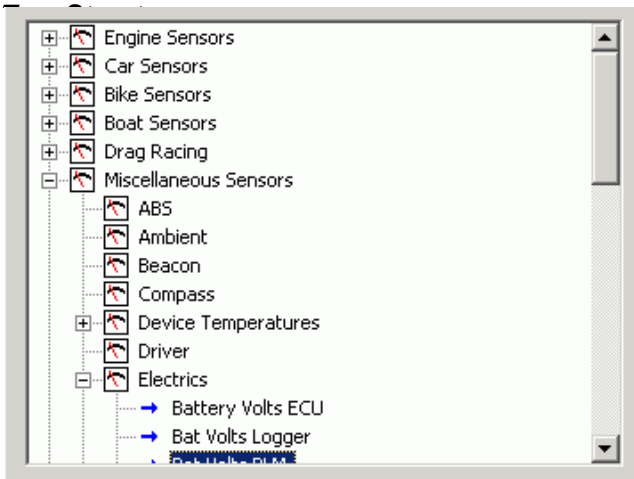 Engine Sensors
Car Sensors
Bike Sensors
Boat Sensors
Drag Racing
Miscellaneous Sensors
ABS
Ambient
Beacon
Compass
Device Temperatures
Driver
Electrics
Battery Volts ECU
Bat Volts Logger